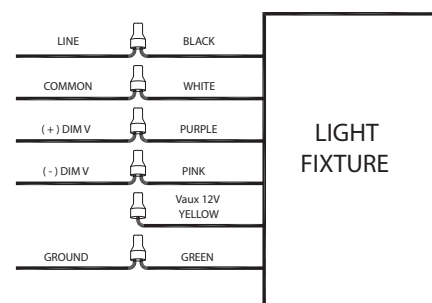 LINE BLACK
COMMON WHITE
( + ) DIM V PURPLE
( - ) DIM V PINK
Vaux 12V
YELLOW
GROUND GREEN
LIGHT
FIXTURE